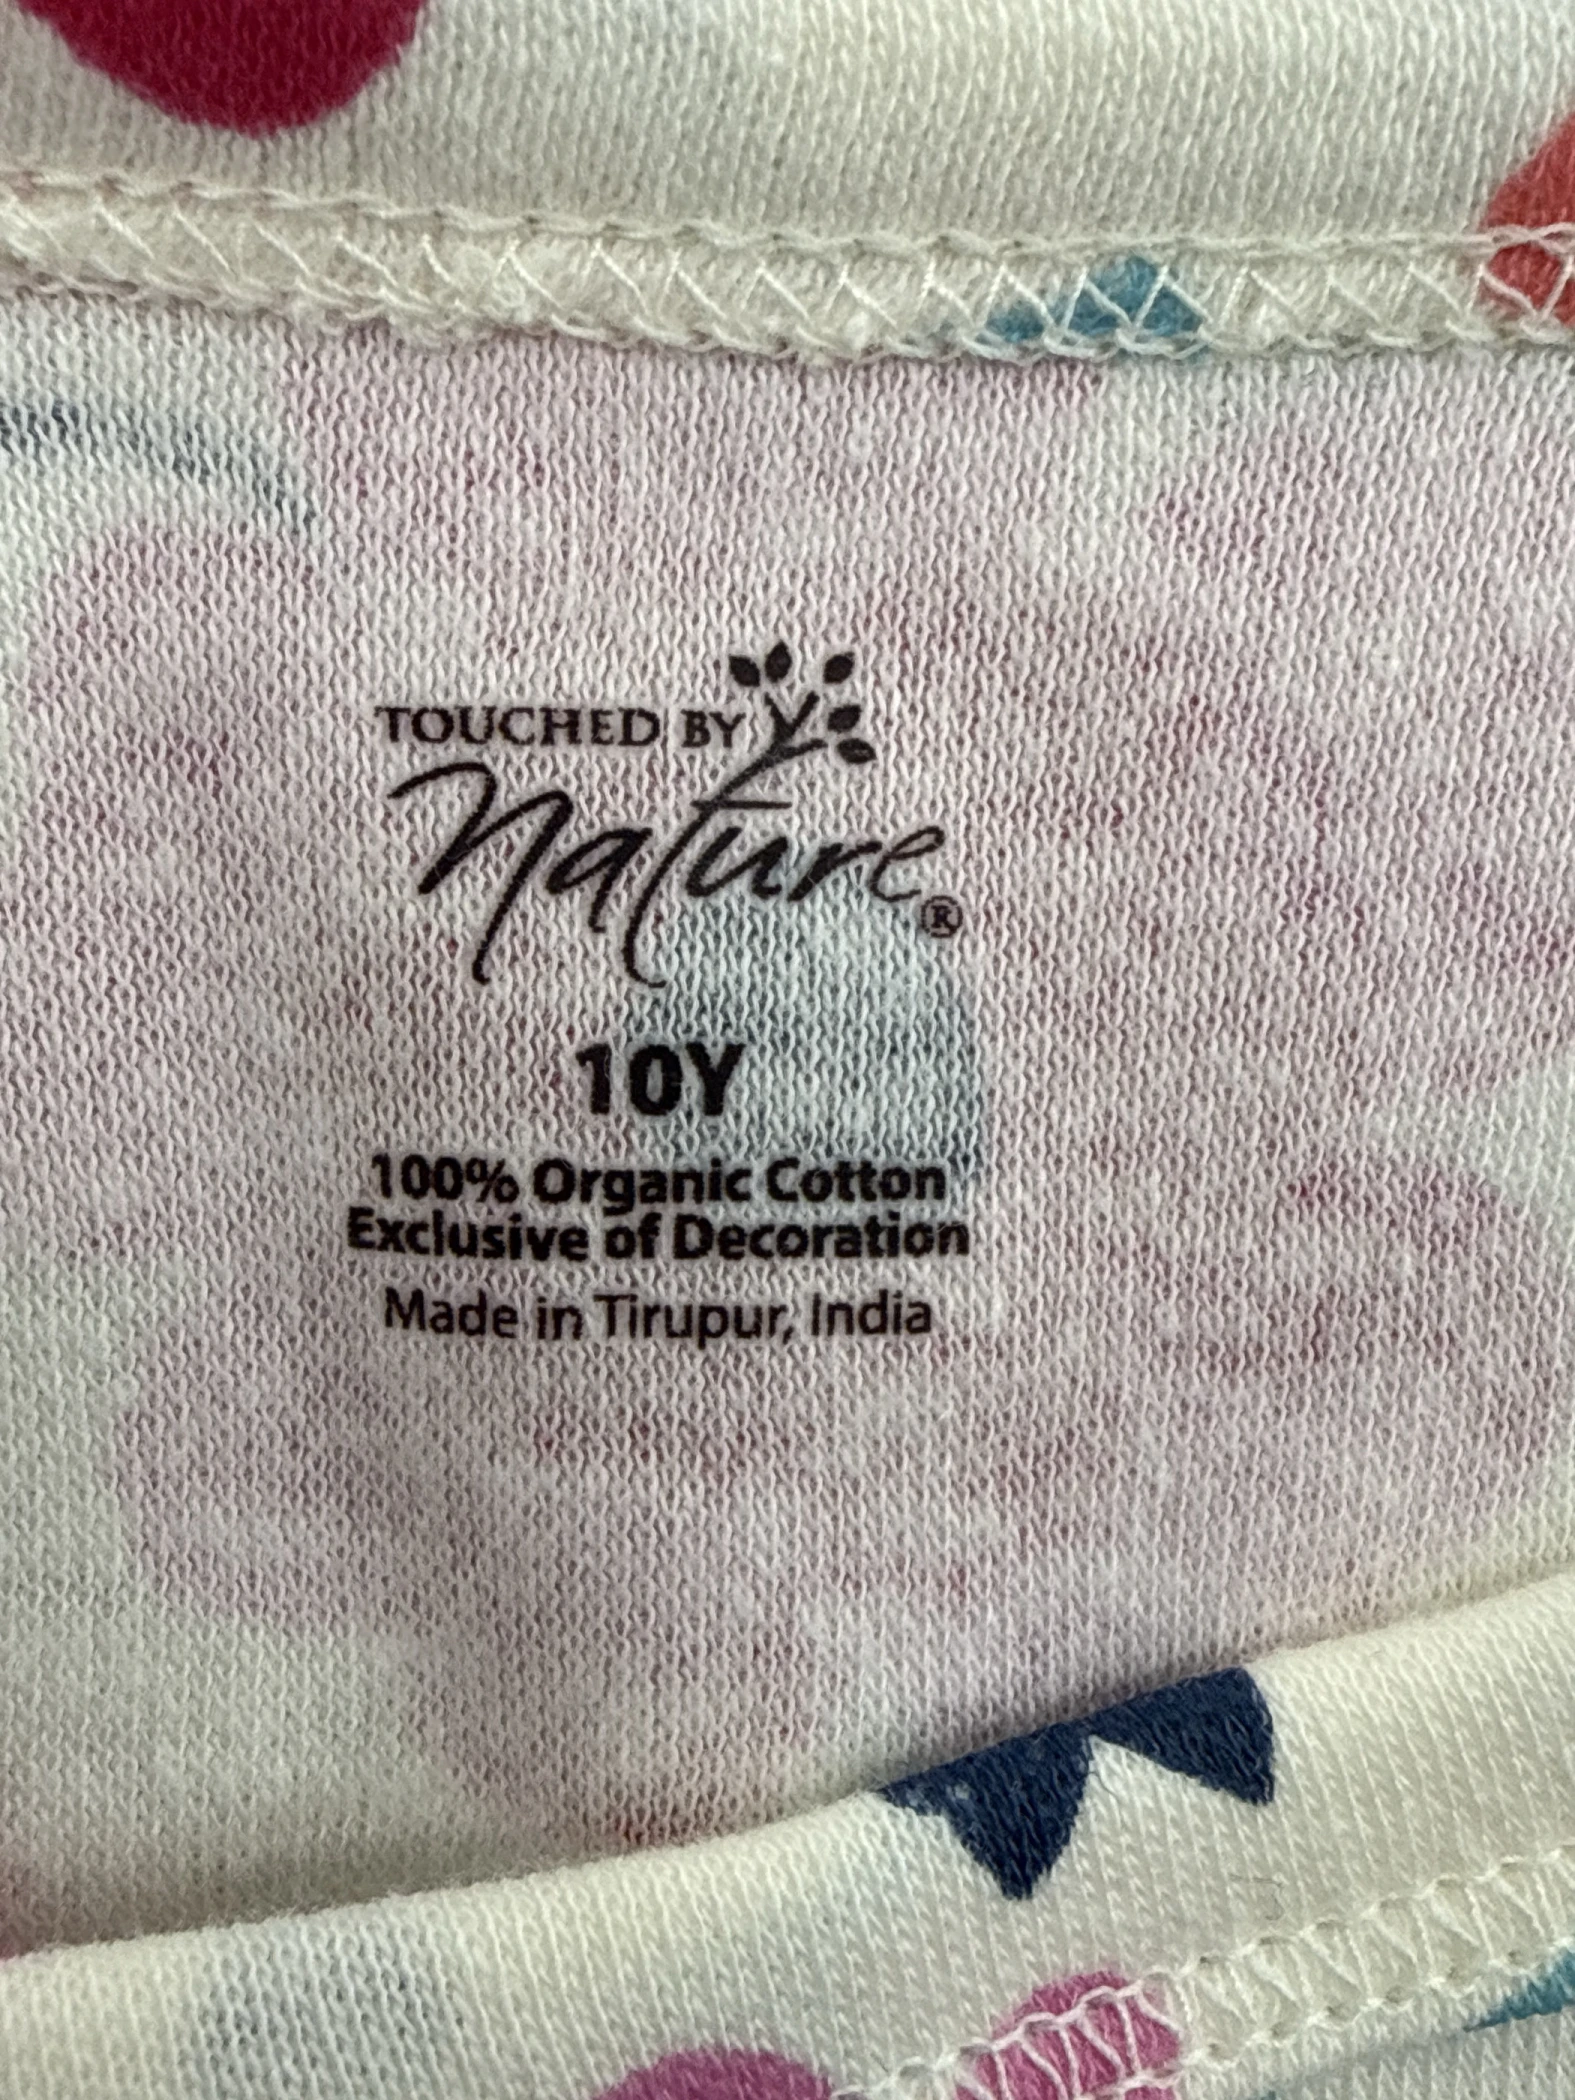 TOUCHED BY
nature®
10Y
100% Organic Cotton
Exclusive of Decoration
Made in Tirupur, India